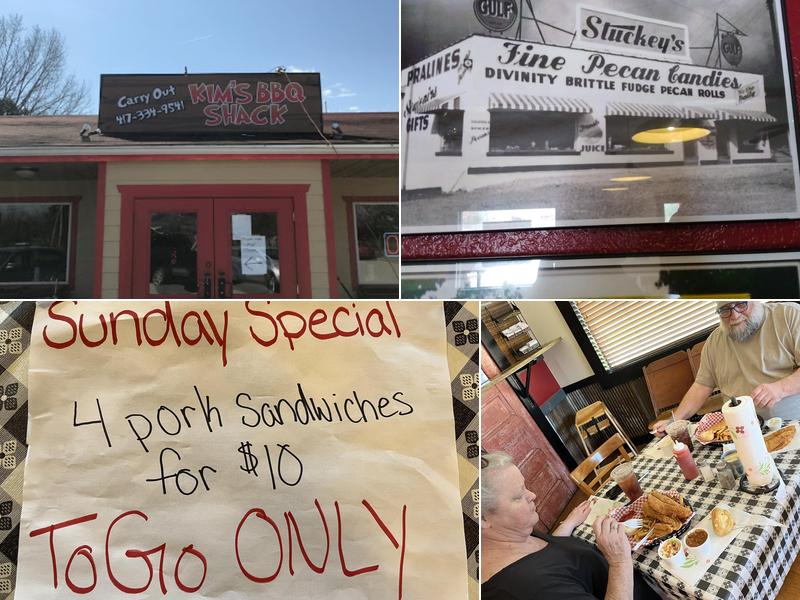 Carry Out
417-334-9541
KIM'S BBQ
SHACK
GULF
Stuckey's
GULF
PRALINES
Fine Pecan Candies
DIVINITY BRITTLE FUDGE PECAN ROLLS
GIFTS
JUICE
Sunday Special
4 pork Sandwiches
for $10
ToGo ONLY